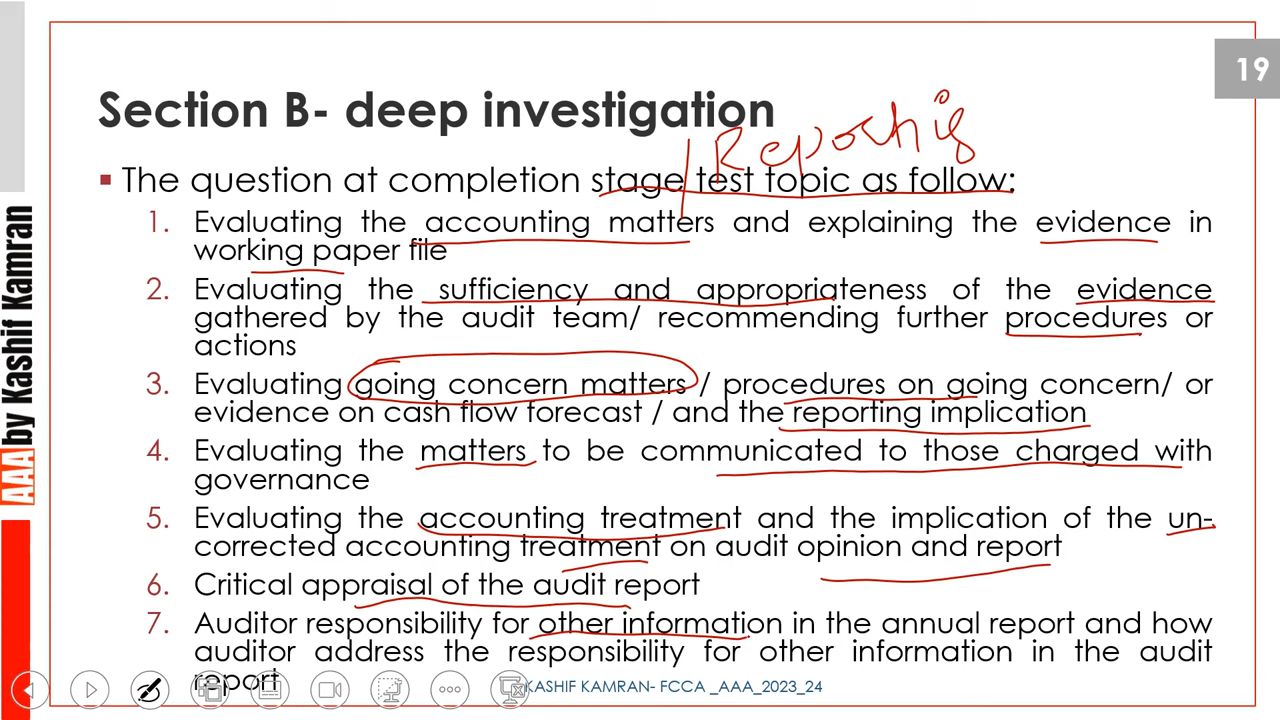 19
Section B- deep investigation
Reporting
▪ The question at completion stage test topic as follow:
1. Evaluating the accounting matters and explaining the evidence in
working paper file
2. Evaluating the sufficiency and appropriateness of the evidence
gathered by the audit team/ recommending further procedures or
actions
3. Evaluating going concern matters / procedures on going concern/ or
evidence on cash flow forecast / and the reporting implication
4. Evaluating the matters to be communicated to those charged with
governance
5. Evaluating the accounting treatment and the implication of the un-
corrected accounting treatment on audit opinion and report
6. Critical appraisal of the audit report
7. Auditor responsibility for other information in the annual report and how
auditor address the responsibility for other information in the audit
report
KASHIF KAMRAN- FCCA _AAA_2023_24
AAA by Kashif Kamran